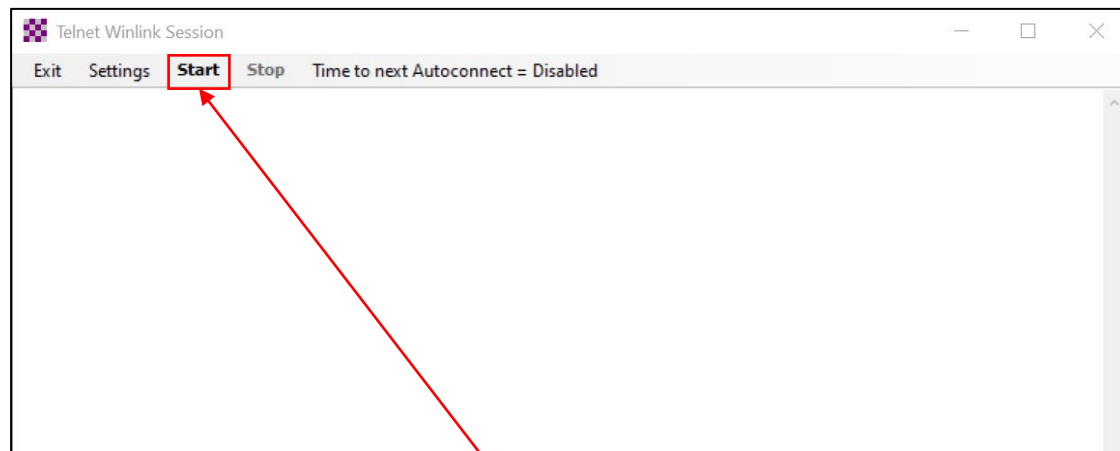 Telnet Winlink Session
Exit Settings Start Stop Time to next Autoconnect = Disabled